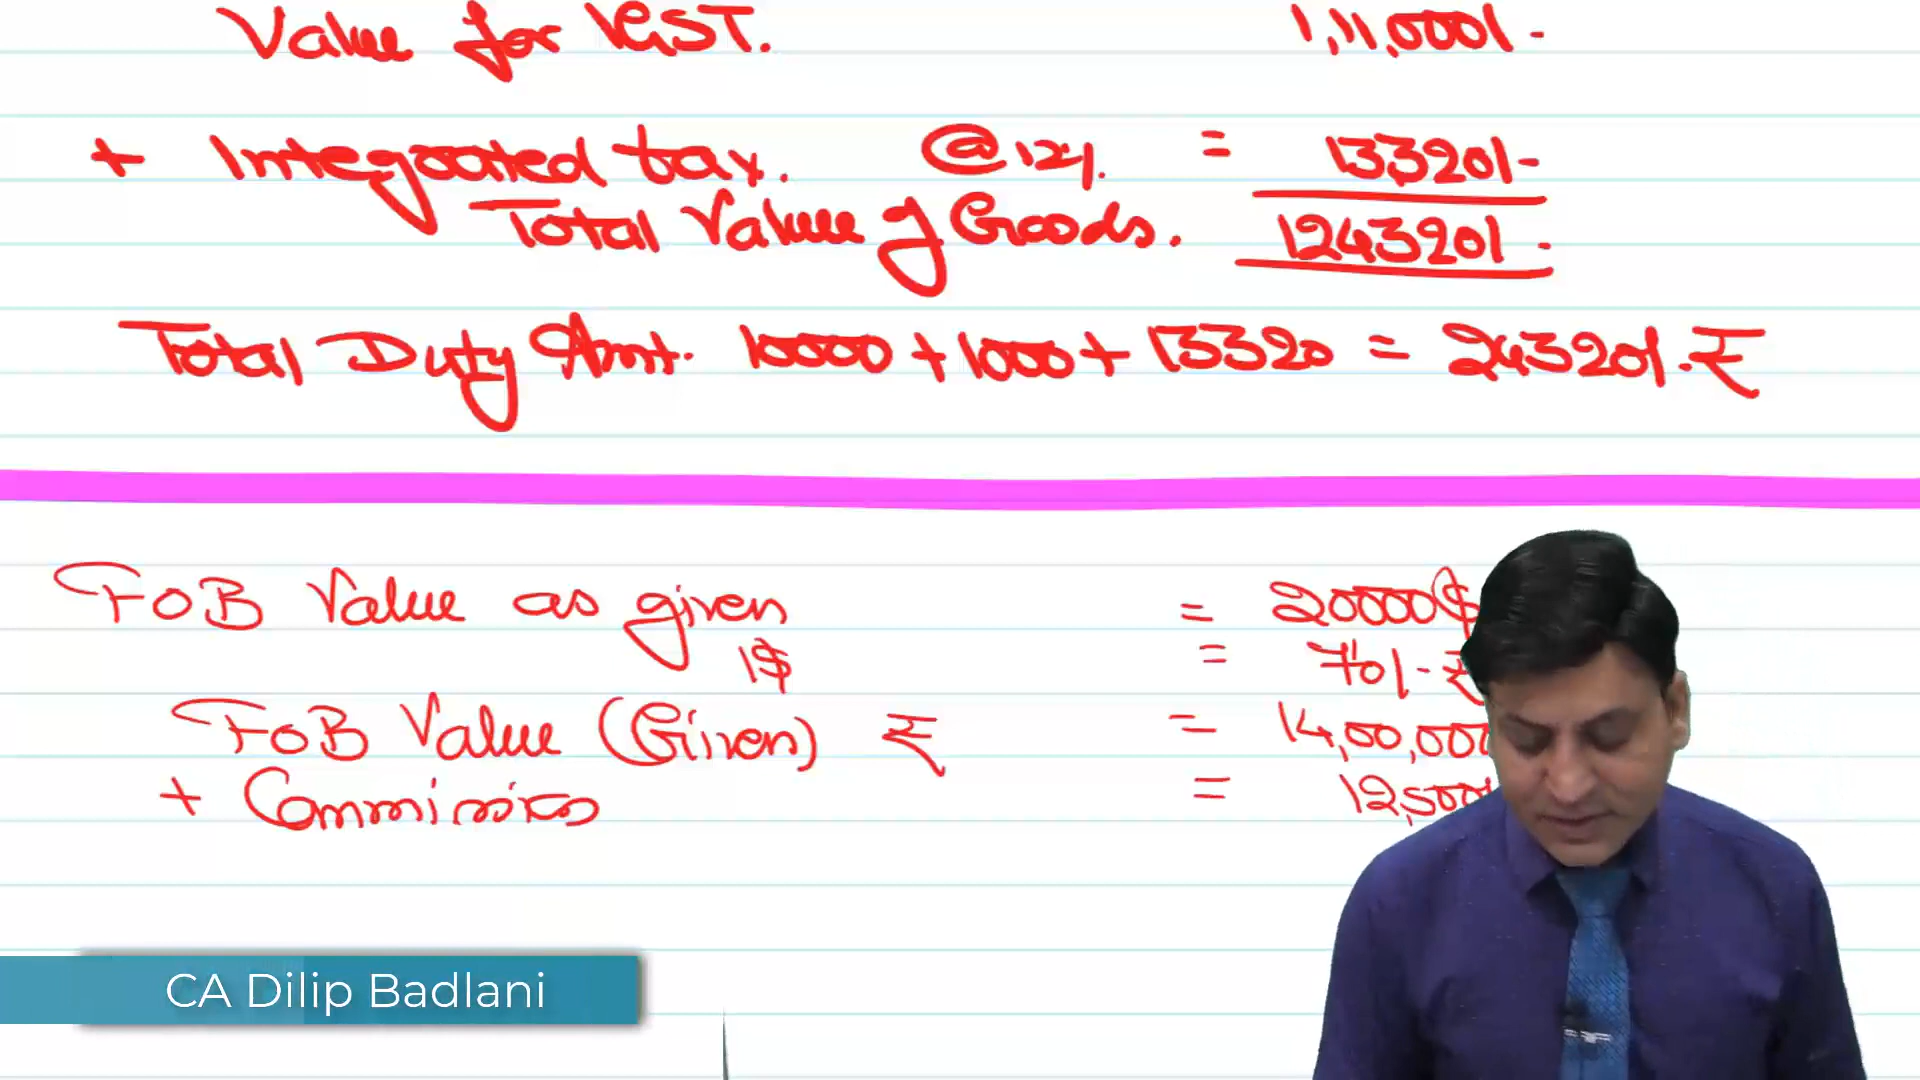 Value for IGST. 1,11,000/-
+ Integrated tax. @ 12%. = 13,320/-
Total Value of Goods. 124320/-
Total Duty Amt. 10000 + 1000 + 13320 = 24320/- ₹
FOB Value as given = 20000 $
1$ = 70/- ₹
FOB Value (Given) ₹ = 14,00,000
+ Commission = 12,500/
CA Dilip Badlani